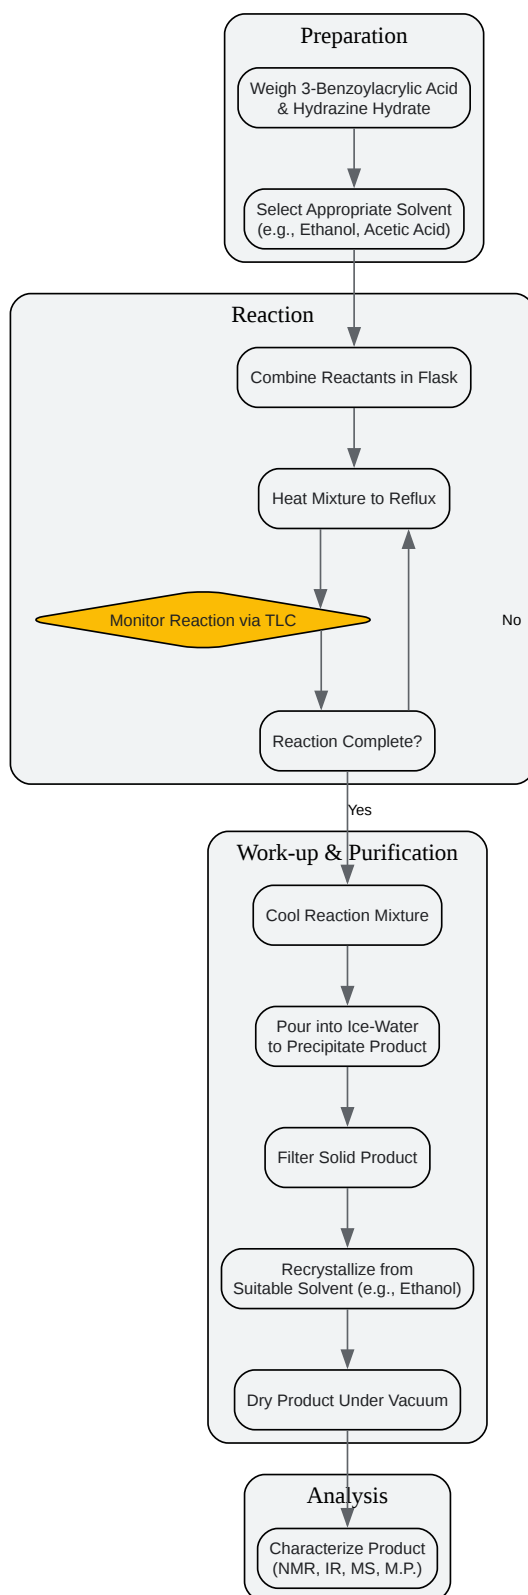 Preparation
Weigh 3-Benzoylacrylic Acid
& Hydrazine Hydrate
Select Appropriate Solvent
(e.g., Ethanol, Acetic Acid)
Reaction
Combine Reactants in Flask
Heat Mixture to Reflux
Monitor Reaction via TLC
No
Reaction Complete?
Yes
Work-up & Purification
Cool Reaction Mixture
Pour into Ice-Water
to Precipitate Product
Filter Solid Product
Recrystallize from
Suitable Solvent (e.g., Ethanol)
Dry Product Under Vacuum
Analysis
Characterize Product
(NMR, IR, MS, M.P.)